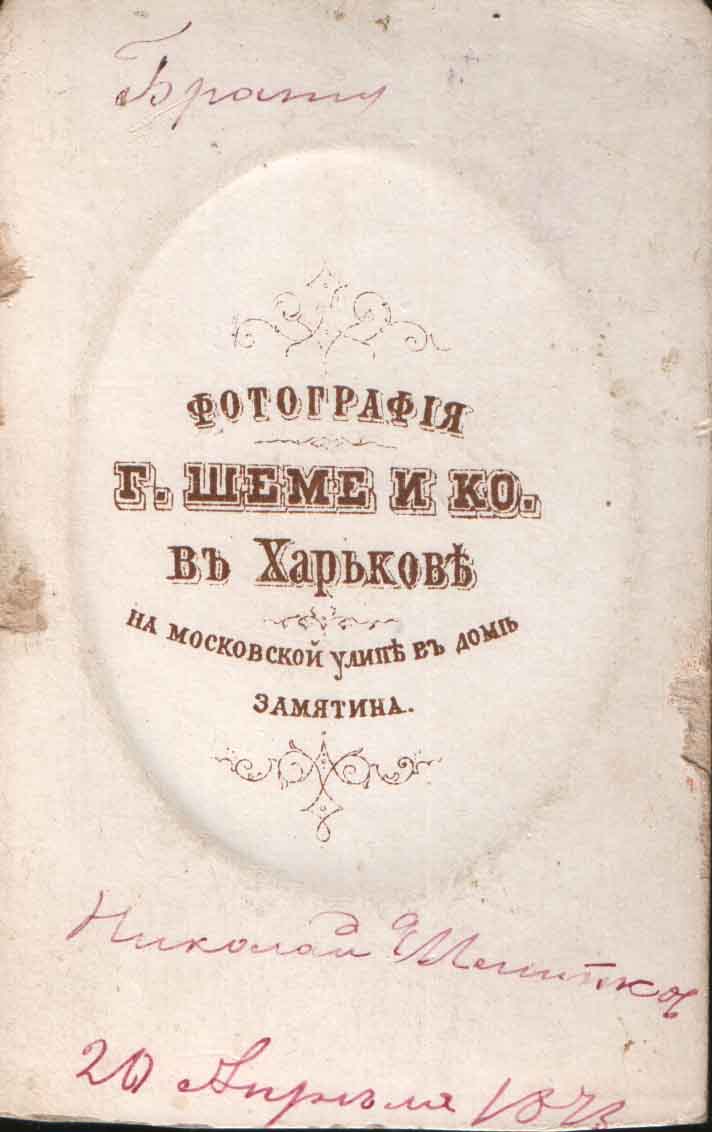 Брату
ФОТОГРАФІЯ
Г. ШЕМЕ И КО.
ВЪ Харьковѣ
НА МОСКОВСКОЙ УЛИЦѢ ВЪ ДОМѢ
ЗАМЯТИНА.
Николай
20 Апрѣля 1873